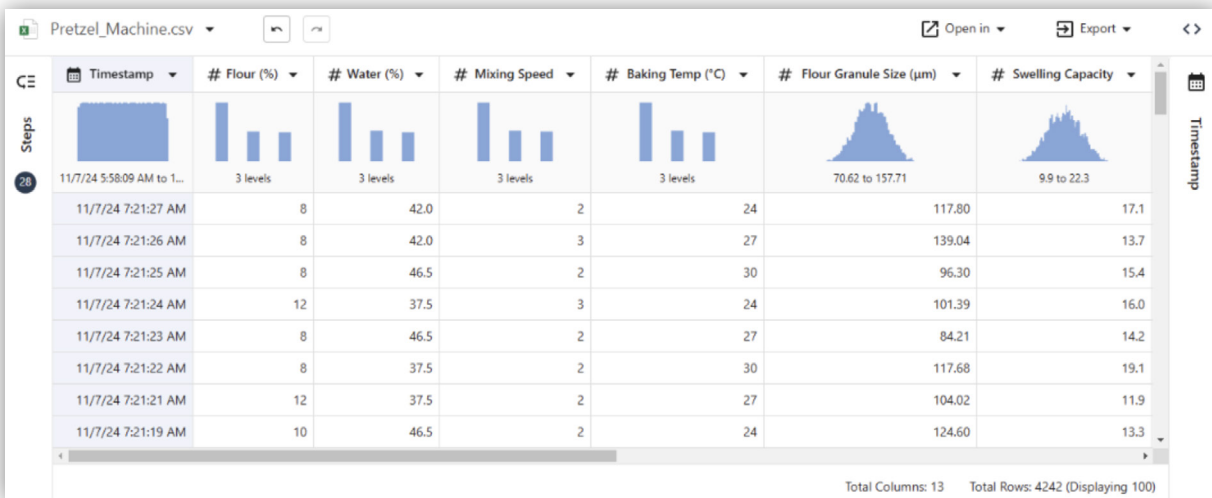 Pretzel_Machine.csv Open in Export <>
Timestamp # Flour (%) # Water (%) # Mixing Speed # Baking Temp (°C) # Flour Granule Size (μm) # Swelling Capacity
Steps
28
Timestamp
11/7/24 5:58:09 AM to 1... 3 levels 3 levels 3 levels 3 levels 70.62 to 157.71 9.9 to 22.3
11/7/24 7:21:27 AM 8 42.0 2 24 117.80 17.1
11/7/24 7:21:26 AM 8 42.0 3 27 139.04 13.7
11/7/24 7:21:25 AM 8 46.5 2 30 96.30 15.4
11/7/24 7:21:24 AM 12 37.5 3 24 101.39 16.0
11/7/24 7:21:23 AM 8 46.5 2 27 84.21 14.2
11/7/24 7:21:22 AM 8 37.5 2 30 117.68 19.1
11/7/24 7:21:21 AM 12 37.5 2 27 104.02 11.9
11/7/24 7:21:19 AM 10 46.5 2 24 124.60 13.3
Total Columns: 13 Total Rows: 4242 (Displaying 100)